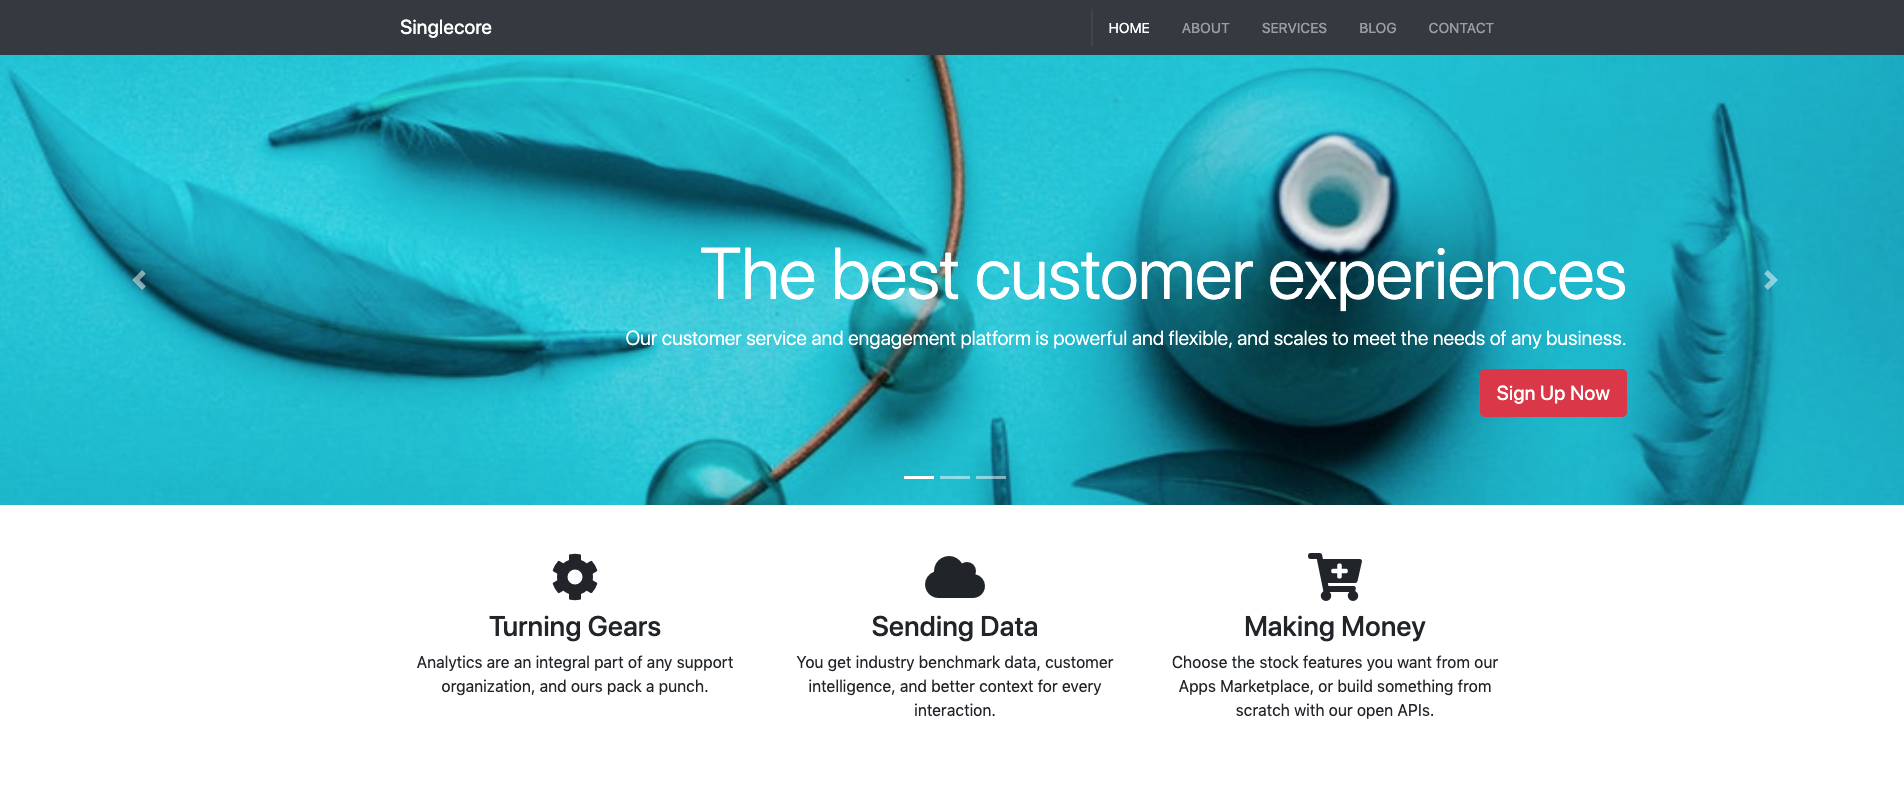 Singlecore
HOME ABOUT SERVICES BLOG CONTACT
The best customer experiences
Our customer service and engagement platform is powerful and flexible, and scales to meet the needs of any business.
Sign Up Now
Turning Gears
Analytics are an integral part of any support
organization, and ours pack a punch.
Sending Data
You get industry benchmark data, customer
intelligence, and better context for every
interaction.
Making Money
Choose the stock features you want from our
Apps Marketplace, or build something from
scratch with our open APIs.